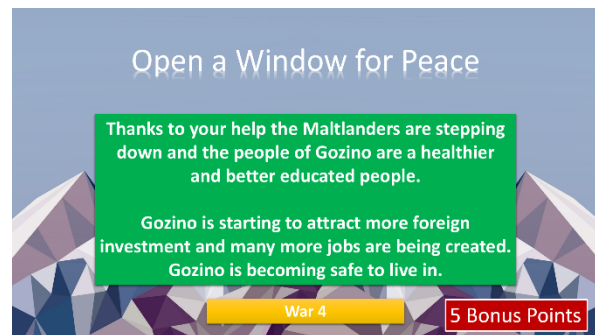 Open a Window for Peace
Thanks to your help the Maltlanders are stepping
down and the people of Gozino are a healthier
and better educated people.
Gozino is starting to attract more foreign
investment and many more jobs are being created.
Gozino is becoming safe to live in.
War 4
5 Bonus Points